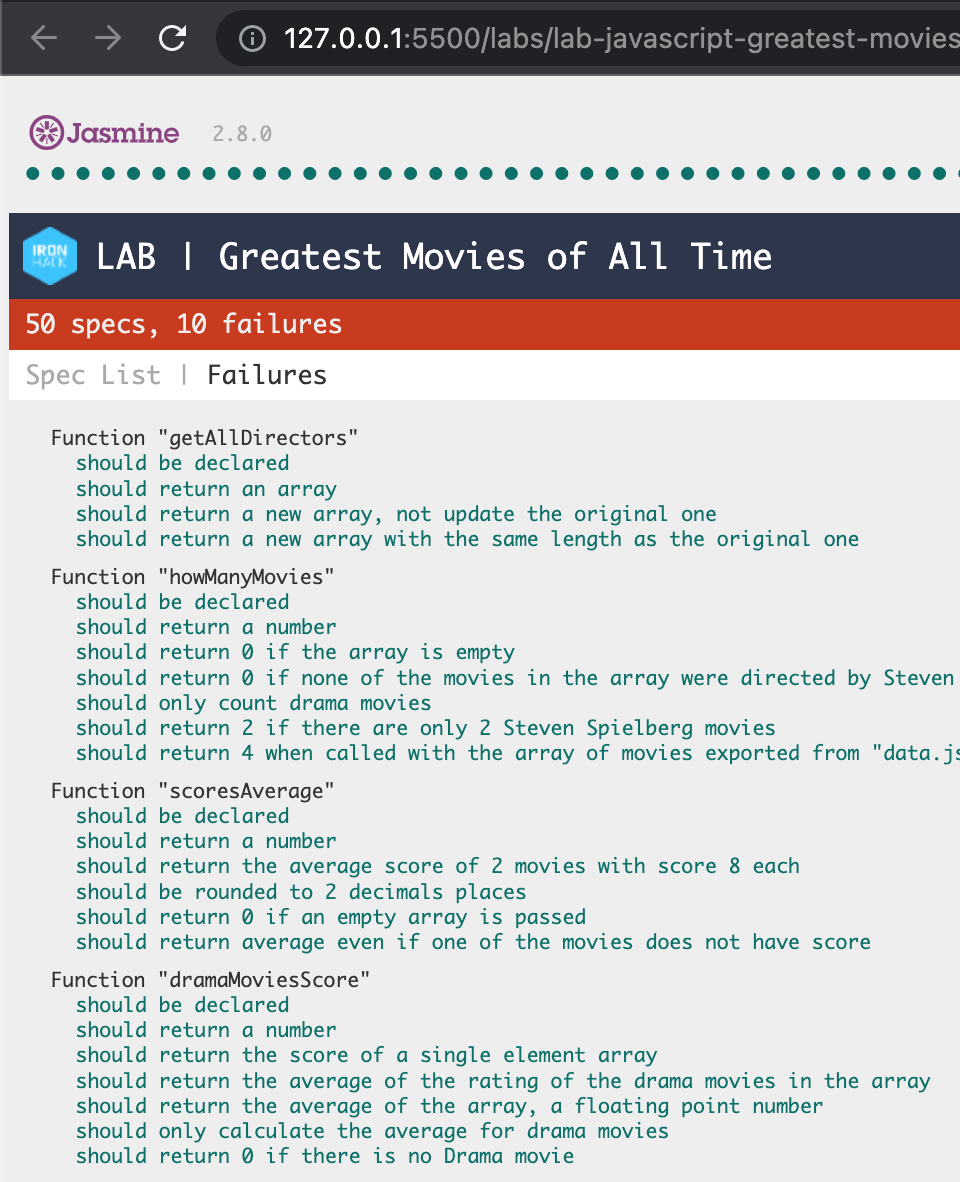 127.0.0.1:5500/labs/lab-javascript-greatest-movies
Jasmine 2.8.0
IRON HACK LAB | Greatest Movies of All Time
50 specs, 10 failures
Spec List | Failures
Function "getAllDirectors"
should be declared
should return an array
should return a new array, not update the original one
should return a new array with the same length as the original one
Function "howManyMovies"
should be declared
should return a number
should return 0 if the array is empty
should return 0 if none of the movies in the array were directed by Steven
should only count drama movies
should return 2 if there are only 2 Steven Spielberg movies
should return 4 when called with the array of movies exported from "data.js
Function "scoresAverage"
should be declared
should return a number
should return the average score of 2 movies with score 8 each
should be rounded to 2 decimals places
should return 0 if an empty array is passed
should return average even if one of the movies does not have score
Function "dramaMoviesScore"
should be declared
should return a number
should return the score of a single element array
should return the average of the rating of the drama movies in the array
should return the average of the array, a floating point number
should only calculate the average for drama movies
should return 0 if there is no Drama movie